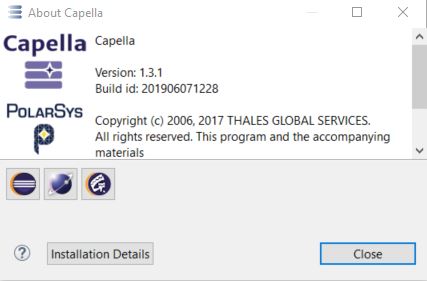 About Capella
Capella
Capella
Version: 1.3.1
Build id: 201906071228
POLARSYS
Copyright (c) 2006, 2017 THALES GLOBAL SERVICES.
All rights reserved. This program and the accompanying
materials
?
Installation Details
Close